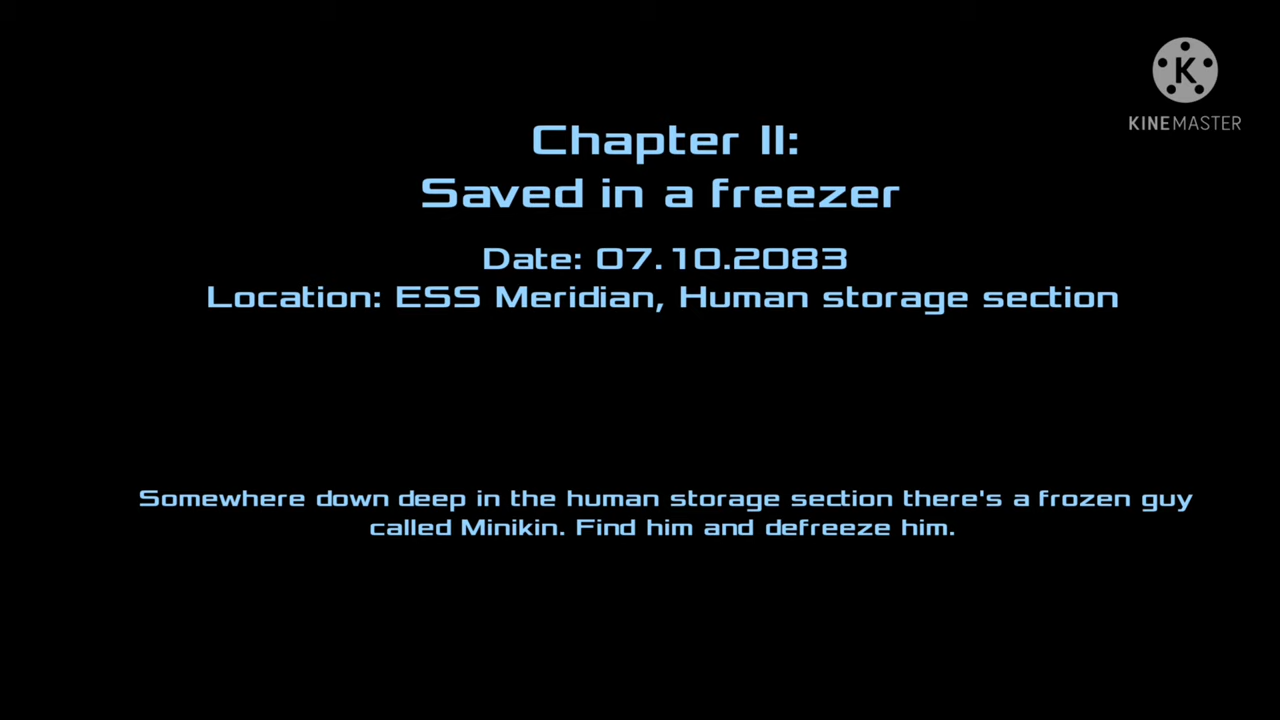 KINEMASTER
Chapter II:
Saved in a freezer
Date: 07.10.2083
Location: ESS Meridian, Human storage section
Somewhere down deep in the human storage section there's a frozen guy
called Minikin. Find him and defreeze him.